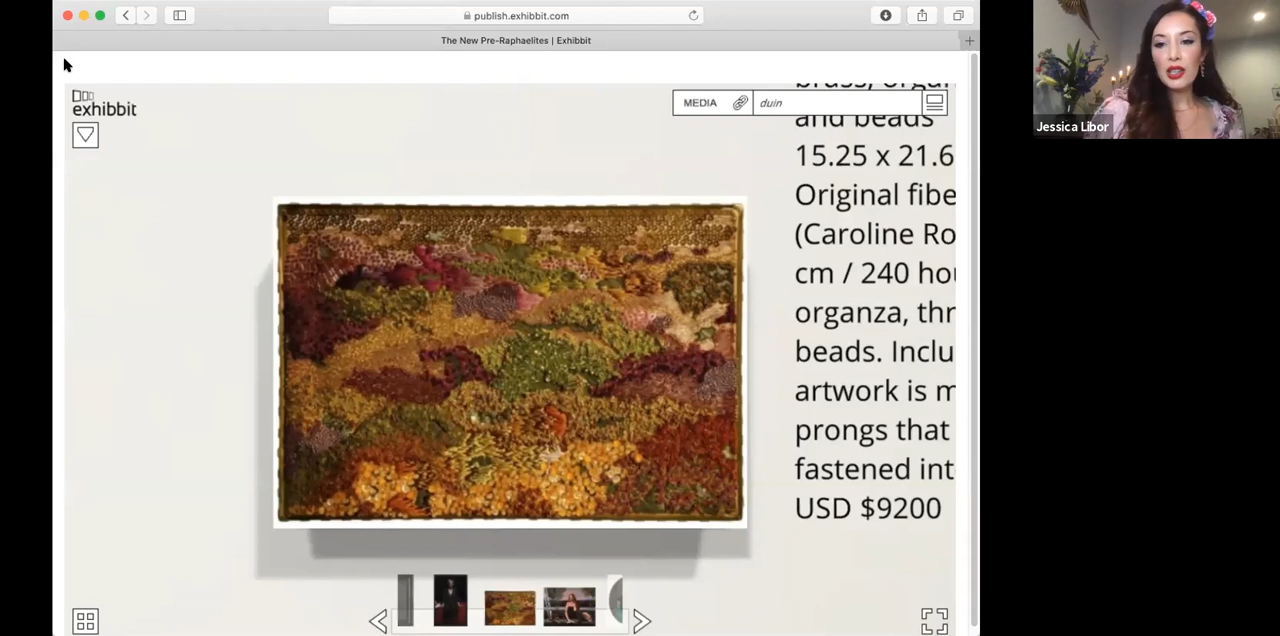 publish.exhibbit.com
The New Pre-Raphaelites | Exhibbit
exhibbit
MEDIA
duin
brass, organ
and beads
15.25 x 21.6
Original fibe
(Caroline Ro
cm / 240 hou
organza, thr
beads. Inclu
artwork is m
prongs that
fastened int
USD $9200
Jessica Libor